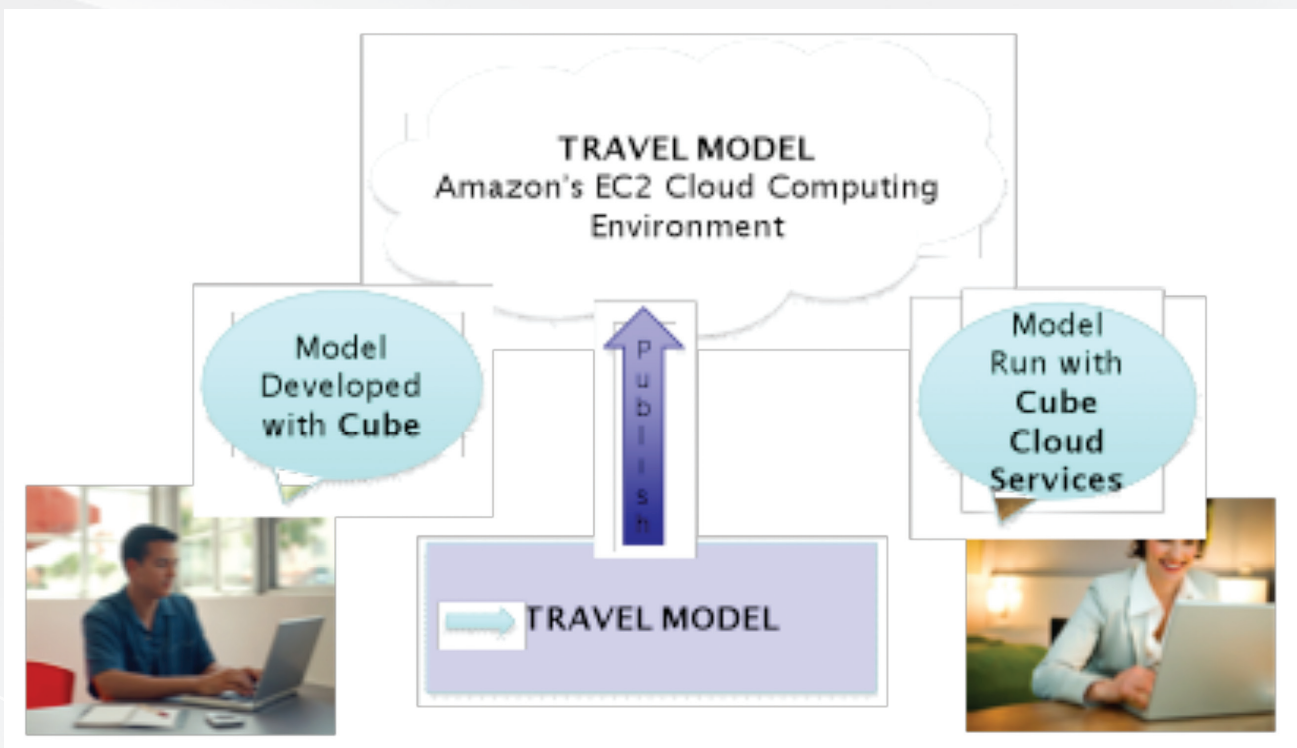 TRAVEL MODEL
Amazon's EC2 Cloud Computing
Environment
Model
Developed
with Cube
Publish
Model
Run with
Cube
Cloud
Services
TRAVEL MODEL